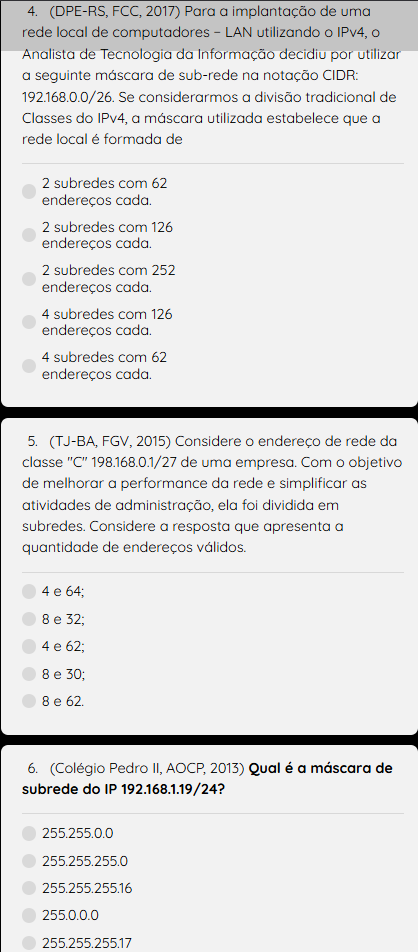 4. (DPE-RS, FCC, 2017) Para a implantação de uma
rede local de computadores – LAN utilizando o IPv4, o
Analista de Tecnologia da Informação decidiu por utilizar
a seguinte máscara de sub-rede na notação CIDR:
192.168.0.0/26. Se considerarmos a divisão tradicional de
Classes do IPv4, a máscara utilizada estabelece que a
rede local é formada de
2 subredes com 62
endereços cada.
2 subredes com 126
endereços cada.
2 subredes com 252
endereços cada.
4 subredes com 126
endereços cada.
4 subredes com 62
endereços cada.
5. (TJ-BA, FGV, 2015) Considere o endereço de rede da
classe "C" 198.168.0.1/27 de uma empresa. Com o objetivo
de melhorar a performance da rede e simplificar as
atividades de administração, ela foi dividida em
subredes. Considere a resposta que apresenta a
quantidade de endereços válidos.
4 e 64;
8 e 32;
4 e 62;
8 e 30;
8 e 62.
6. (Colégio Pedro II, AOCP, 2013) Qual é a máscara de
subrede do IP 192.168.1.19/24?
255.255.0.0
255.255.255.0
255.255.255.16
255.0.0.0
255.255.255.17